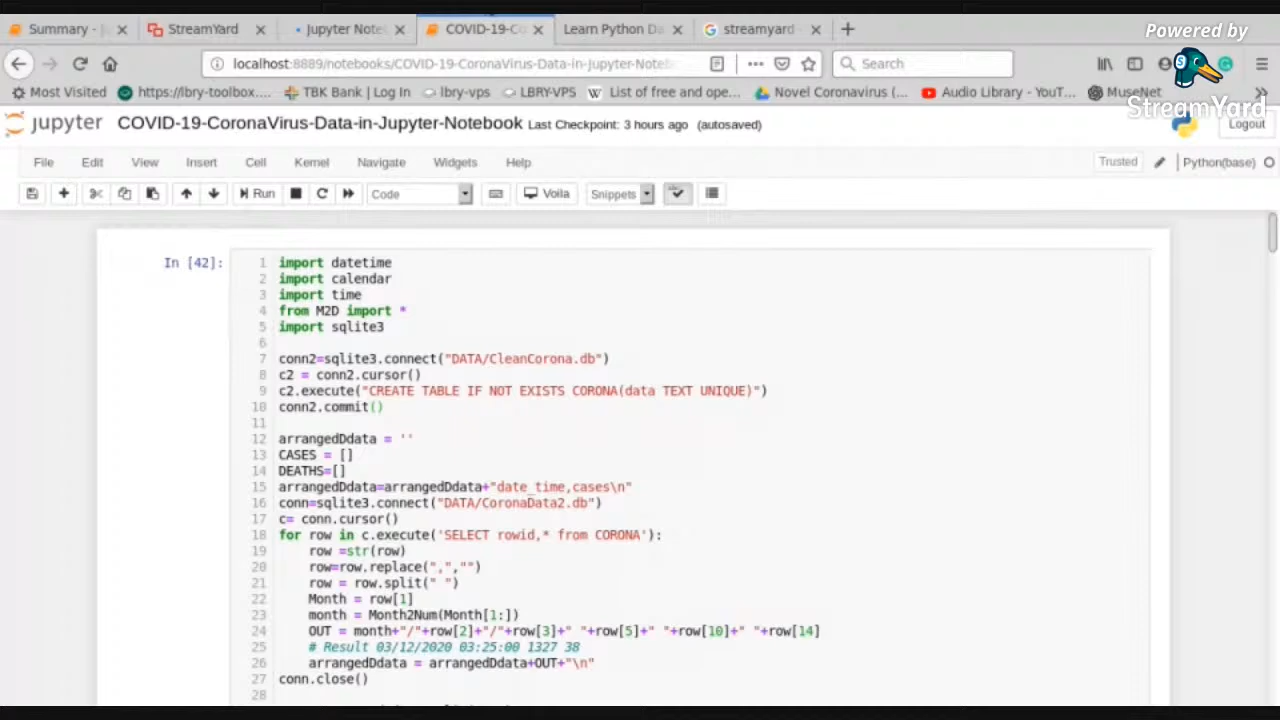 Summary -
StreamYard
Jupyter Note
COVID-19-Co
Learn Python Da
streamyard
Powered by
localhost:8889/notebooks/COVID-19-CoronaVirus-Data-in-Jupyter-Noteb
Search
Most Visited
https://lbry-toolbox....
TBK Bank | Log In
lbry-vps
LBRY-VPS
List of free and ope...
Novel Coronavirus (...
Audio Library - YouT...
MuseNet
StreamYard
jupyter COVID-19-CoronaVirus-Data-in-Jupyter-Notebook Last Checkpoint: 3 hours ago (autosaved)
Logout
File Edit View Insert Cell Kernel Navigate Widgets Help
Trusted
Python(base)
Run
Code
Voila
Snippets
In [42]:
1 import datetime
2 import calendar
3 import time
4 from M2D import *
5 import sqlite3
6
7 conn2=sqlite3.connect("DATA/CleanCorona.db")
8 c2 = conn2.cursor()
9 c2.execute("CREATE TABLE IF NOT EXISTS CORONA(data TEXT UNIQUE)")
10 conn2.commit()
11
12 arrangedDdata = ''
13 CASES = []
14 DEATHS=[]
15 arrangedDdata=arrangedDdata+"date_time,cases\n"
16 conn=sqlite3.connect("DATA/CoronaData2.db")
17 c= conn.cursor()
18 for row in c.execute('SELECT rowid,* from CORONA'):
19 row =str(row)
20 row=row.replace(",","")
21 row = row.split(" ")
22 Month = row[1]
23 month = Month2Num(Month[1:])
24 OUT = month+"/"+row[2]+"/"+row[3]+" "+row[5]+" "+row[10]+" "+row[14]
25 # Result 03/12/2020 03:25:00 1327 38
26 arrangedDdata = arrangedDdata+OUT+"\n"
27 conn.close()
28